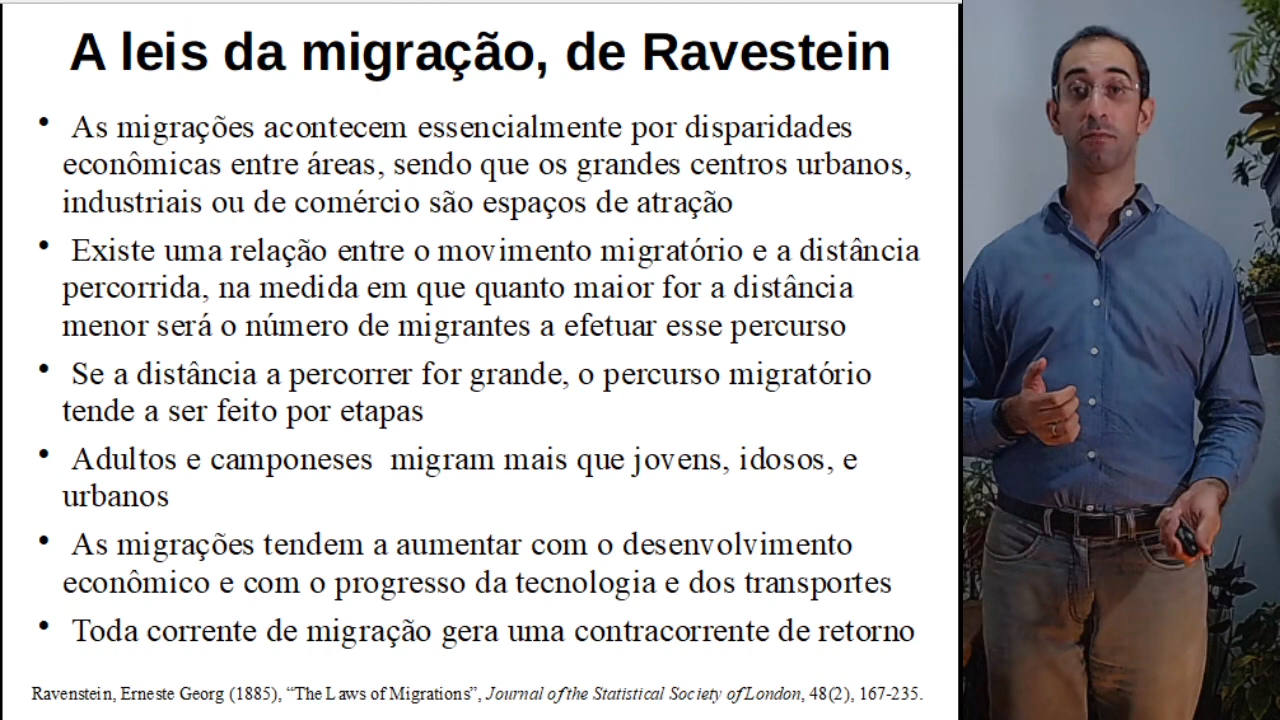 A leis da migração, de Ravestein
• As migrações acontecem essencialmente por disparidades
econômicas entre áreas, sendo que os grandes centros urbanos,
industriais ou de comércio são espaços de atração
• Existe uma relação entre o movimento migratório e a distância
percorrida, na medida em que quanto maior for a distância
menor será o número de migrantes a efetuar esse percurso
• Se a distância a percorrer for grande, o percurso migratório
tende a ser feito por etapas
• Adultos e camponeses migram mais que jovens, idosos, e
urbanos
• As migrações tendem a aumentar com o desenvolvimento
econômico e com o progresso da tecnologia e dos transportes
• Toda corrente de migração gera uma contracorrente de retorno
Ravenstein, Erneste Georg (1885), “The Laws of Migrations”, Journal of the Statistical Society of London, 48(2), 167-235.